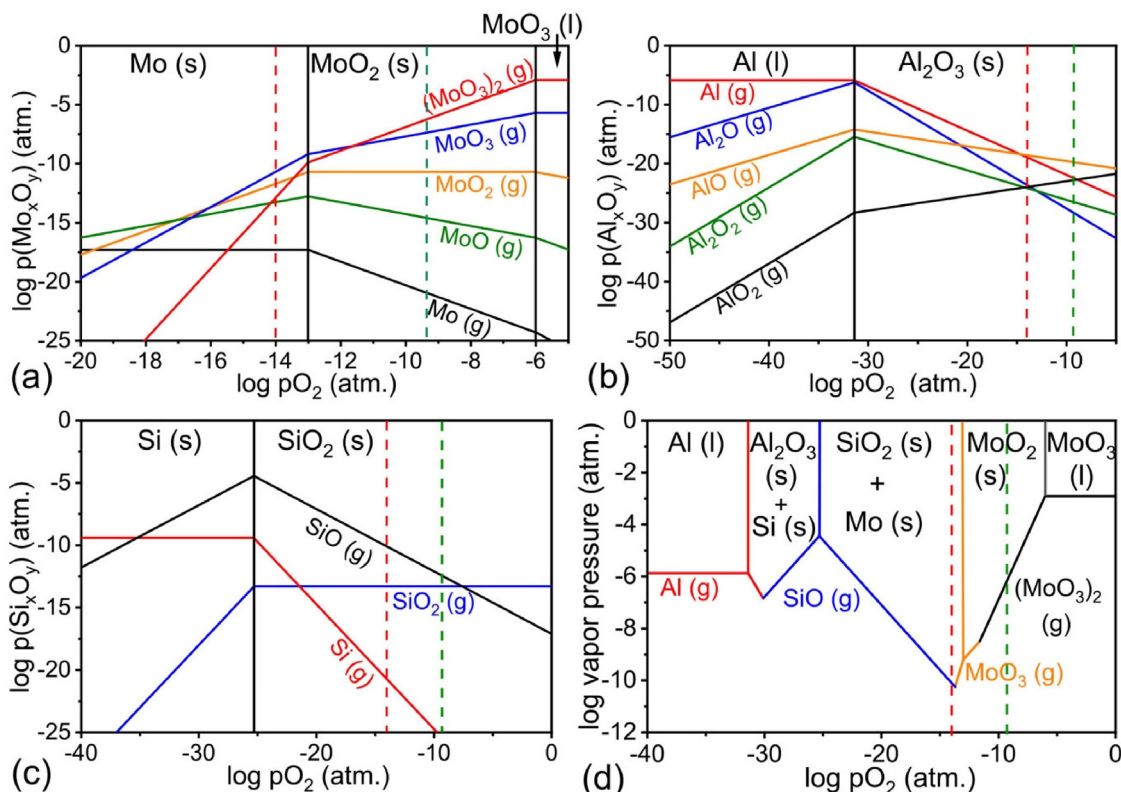 MoO₃ (l)
0
-5
-10
-15
-20
-25
log p(MoₓOᵧ) (atm.)
Mo (s)
MoO₂ (s)
(MoO₃)₂ (g)
MoO₃ (g)
MoO₂ (g)
MoO (g)
Mo (g)
-20 -18 -16 -14 -12 -10 -8 -6
(a)
log pO₂ (atm.)
0
-10
-20
-30
-40
-50
log p(AlₓOᵧ) (atm.)
Al (l)
Al₂O₃ (s)
Al (g)
Al₂O (g)
AlO (g)
Al₂O₂ (g)
AlO₂ (g)
-50 -40 -30 -20 -10
(b)
log pO₂ (atm.)
0
-5
-10
-15
-20
-25
log p(SiₓOᵧ) (atm.)
Si (s)
SiO₂ (s)
SiO (g)
SiO₂ (g)
Si (g)
-40 -30 -20 -10 0
(c)
log pO₂ (atm.)
0
-2
-4
-6
-8
-10
-12
log vapor pressure (atm.)
Al (l)
Al₂O₃
(s)
+
Si (s)
SiO₂ (s)
+
Mo (s)
MoO₂
(s)
MoO₃
(l)
Al (g)
SiO (g)
(MoO₃)₂
(g)
MoO₃ (g)
-40 -30 -20 -10 0
(d)
log pO₂ (atm.)